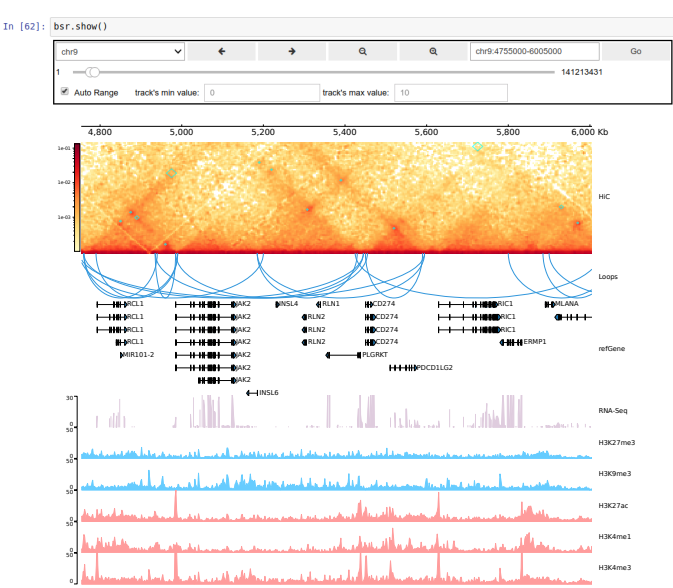 In [62]: bsr.show()
chr9 chr9:4755000-6005000 Go
1 141213431
Auto Range track's min value: 0 track's max value: 10
4,800 5,000 5,200 5,400 5,600 5,800 6,000 Kb
1e-01
1e-02
1e-03
HiC
Loops
RCL1 JAK2 INSL4 RLN1 CD274 RIC1 MLANA
RCL1 JAK2 RLN2 CD274 RIC1
RCL1 JAK2 RLN2 CD274 RIC1
RCL1 JAK2 RLN2 CD274 ERMP1
refGene
MIR101-2 JAK2 PLGRKT
JAK2 PDCD1LG2
JAK2
INSL6
30
RNA-Seq
0
50
H3K27me3
0
50
H3K9me3
0
50
H3K27ac
0
50
H3K4me1
0
50
H3K4me3
0